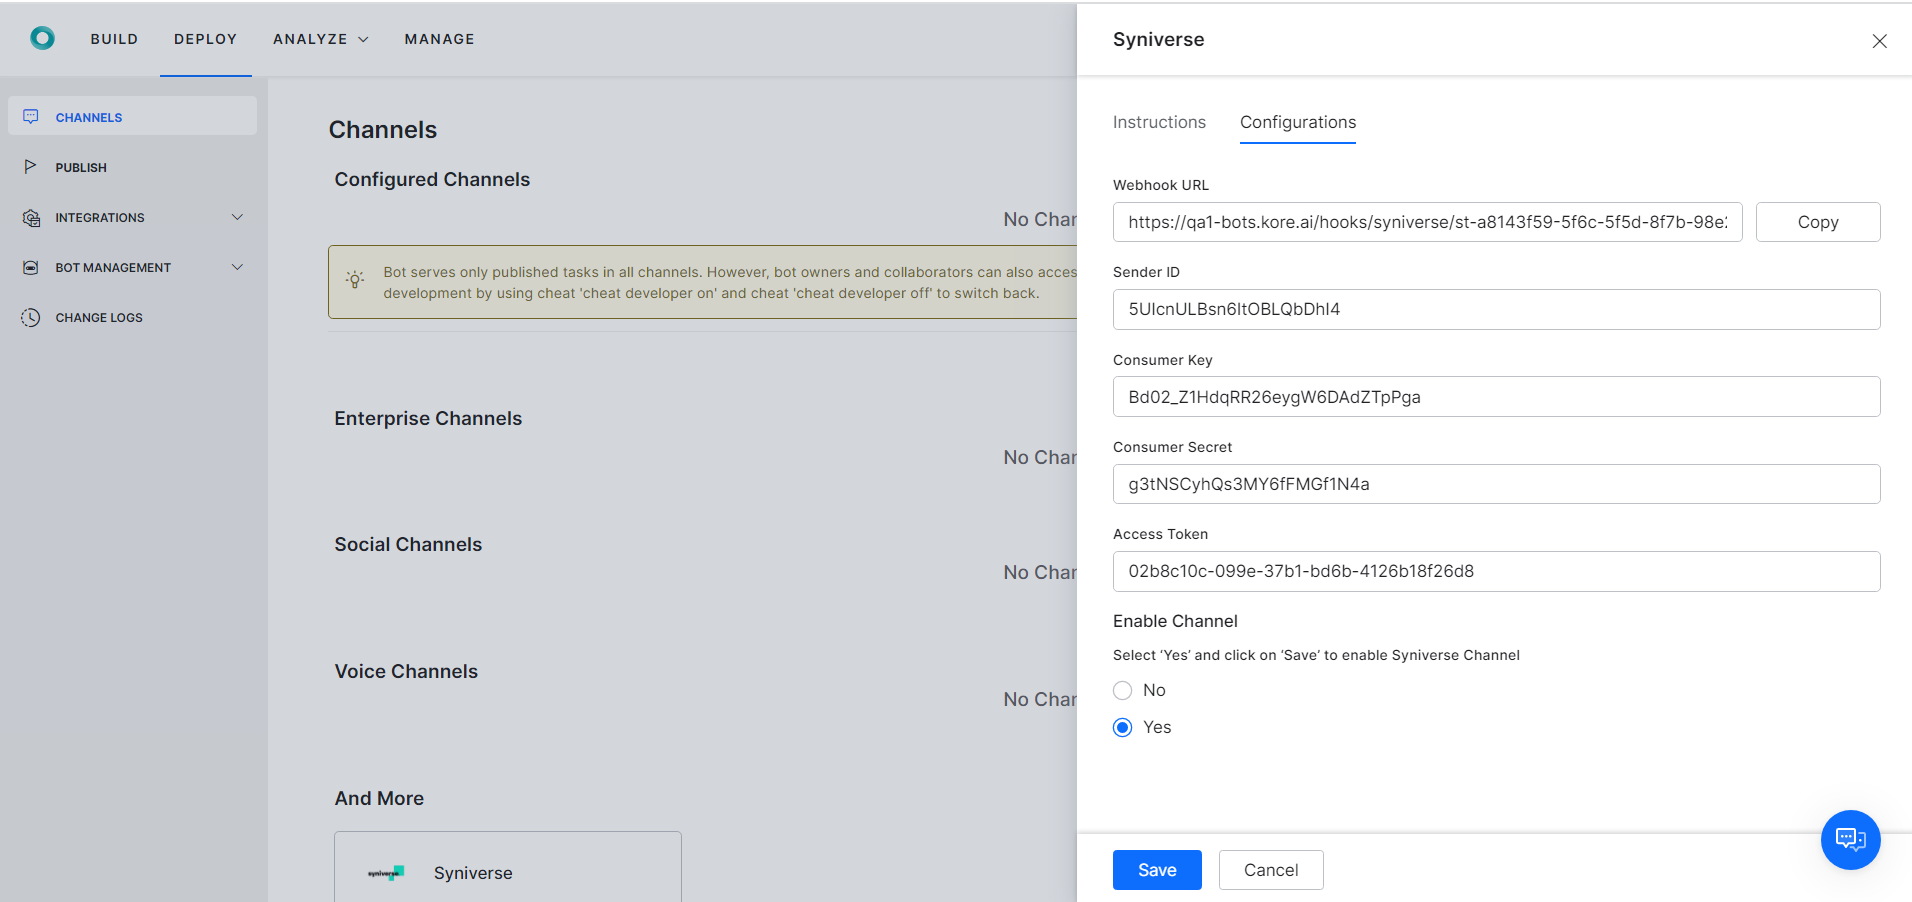 BUILD
DEPLOY
ANALYZE
MANAGE
CHANNELS
PUBLISH
INTEGRATIONS
BOT MANAGEMENT
CHANGE LOGS
Channels
Configured Channels
No Chan
Bot serves only published tasks in all channels. However, bot owners and collaborators can also acces
development by using cheat 'cheat developer on' and cheat 'cheat developer off' to switch back.
Enterprise Channels
No Chan
Social Channels
No Chan
Voice Channels
No Chan
And More
syniverse
Syniverse
Syniverse
Instructions
Configurations
Webhook URL
https://qa1-bots.kore.ai/hooks/syniverse/st-a8143f59-5f6c-5f5d-8f7b-98e
Copy
Sender ID
5UIcnULBsn6ItOBLQbDhI4
Consumer Key
Bd02_Z1HdqRR26eygW6DAdZTpPga
Consumer Secret
g3tNSCyhQs3MY6fFMGf1N4a
Access Token
02b8c10c-099e-37b1-bd6b-4126b18f26d8
Enable Channel
Select ‘Yes’ and click on ‘Save’ to enable Syniverse Channel
No
Yes
Save
Cancel